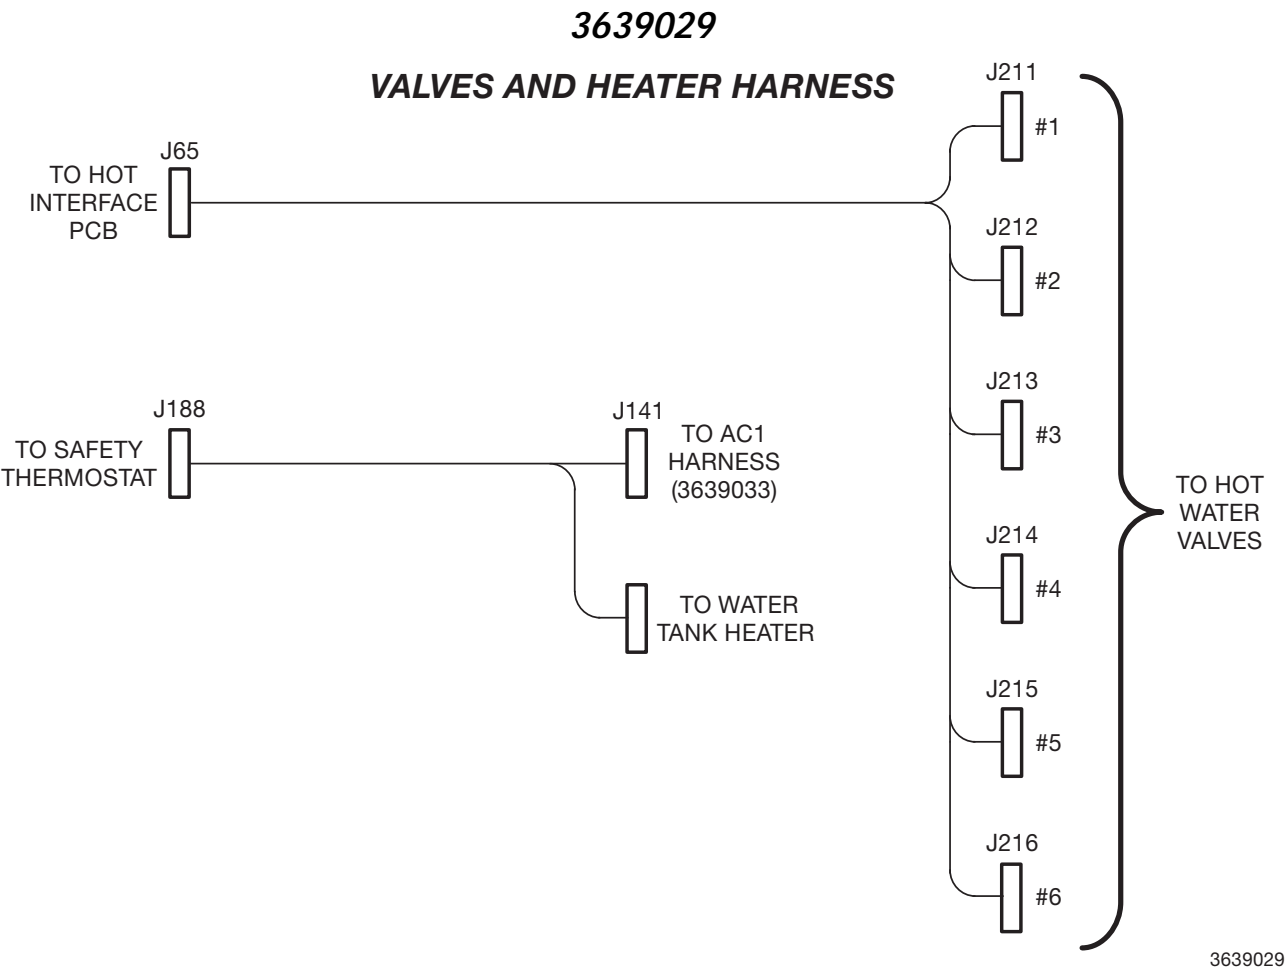 3639029
VALVES AND HEATER HARNESS
J65
TO HOT
INTERFACE
PCB
J211
#1
J212
#2
J213
#3
J188
TO SAFETY
THERMOSTAT
J141
TO AC1
HARNESS
(3639033)
TO WATER
TANK HEATER
J214
#4
J215
#5
J216
#6
TO HOT
WATER
VALVES
3639029